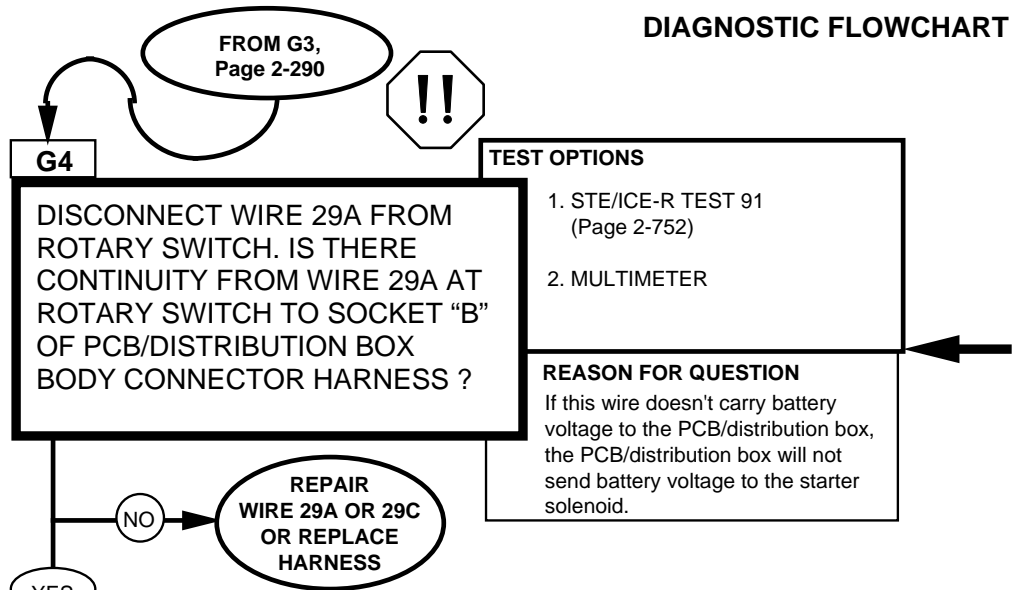 DIAGNOSTIC FLOWCHART
FROM G3,
Page 2-290
!!
G4
DISCONNECT WIRE 29A FROM
ROTARY SWITCH. IS THERE
CONTINUITY FROM WIRE 29A AT
ROTARY SWITCH TO SOCKET “B”
OF PCB/DISTRIBUTION BOX
BODY CONNECTOR HARNESS ?
TEST OPTIONS
1. STE/ICE-R TEST 91
(Page 2-752)
2. MULTIMETER
REASON FOR QUESTION
If this wire doesn't carry battery
voltage to the PCB/distribution box,
the PCB/distribution box will not
send battery voltage to the starter
solenoid.
NO
REPAIR
WIRE 29A OR 29C
OR REPLACE
HARNESS
YES